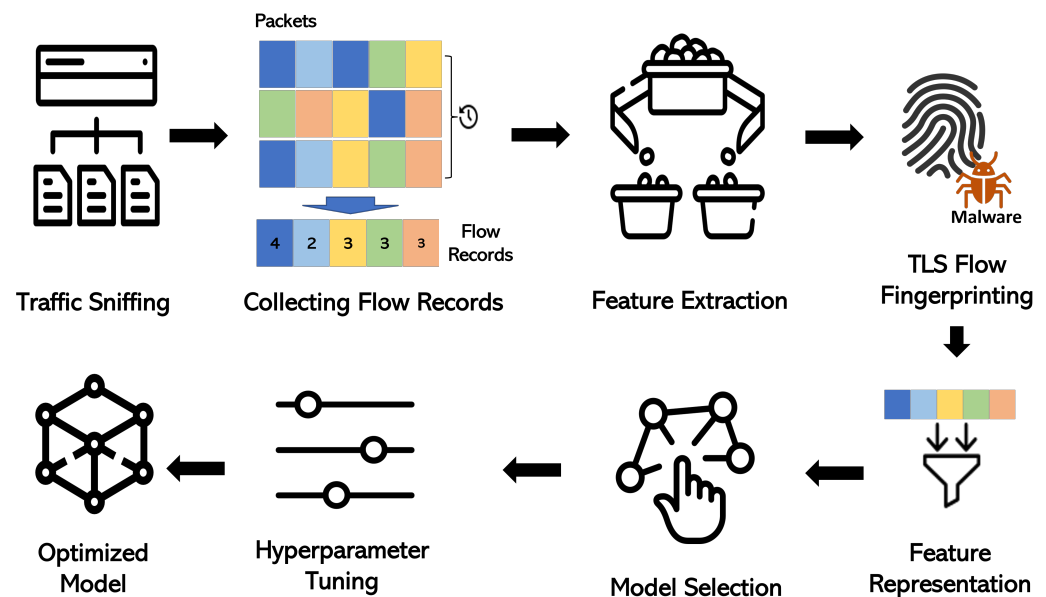 Packets
4 2 3 3 3
Flow
Records
Malware
Traffic Sniffing
Collecting Flow Records
Feature Extraction
TLS Flow
Fingerprinting
Optimized
Model
Hyperparameter
Tuning
Model Selection
Feature
Representation